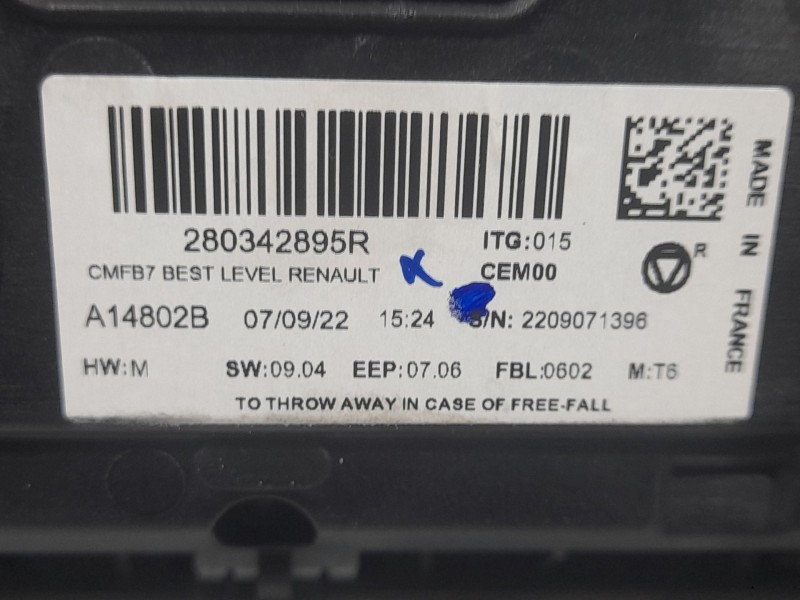 280342895R
ITG:015
CMFB7 BEST LEVEL RENAULT
CEM00
R
A14802B 07/09/22 15:24 S/N: 2209071396
HW:M SW:09.04 EEP:07.06 FBL:0602 M:T6
TO THROW AWAY IN CASE OF FREE-FALL
MADE IN FRANCE